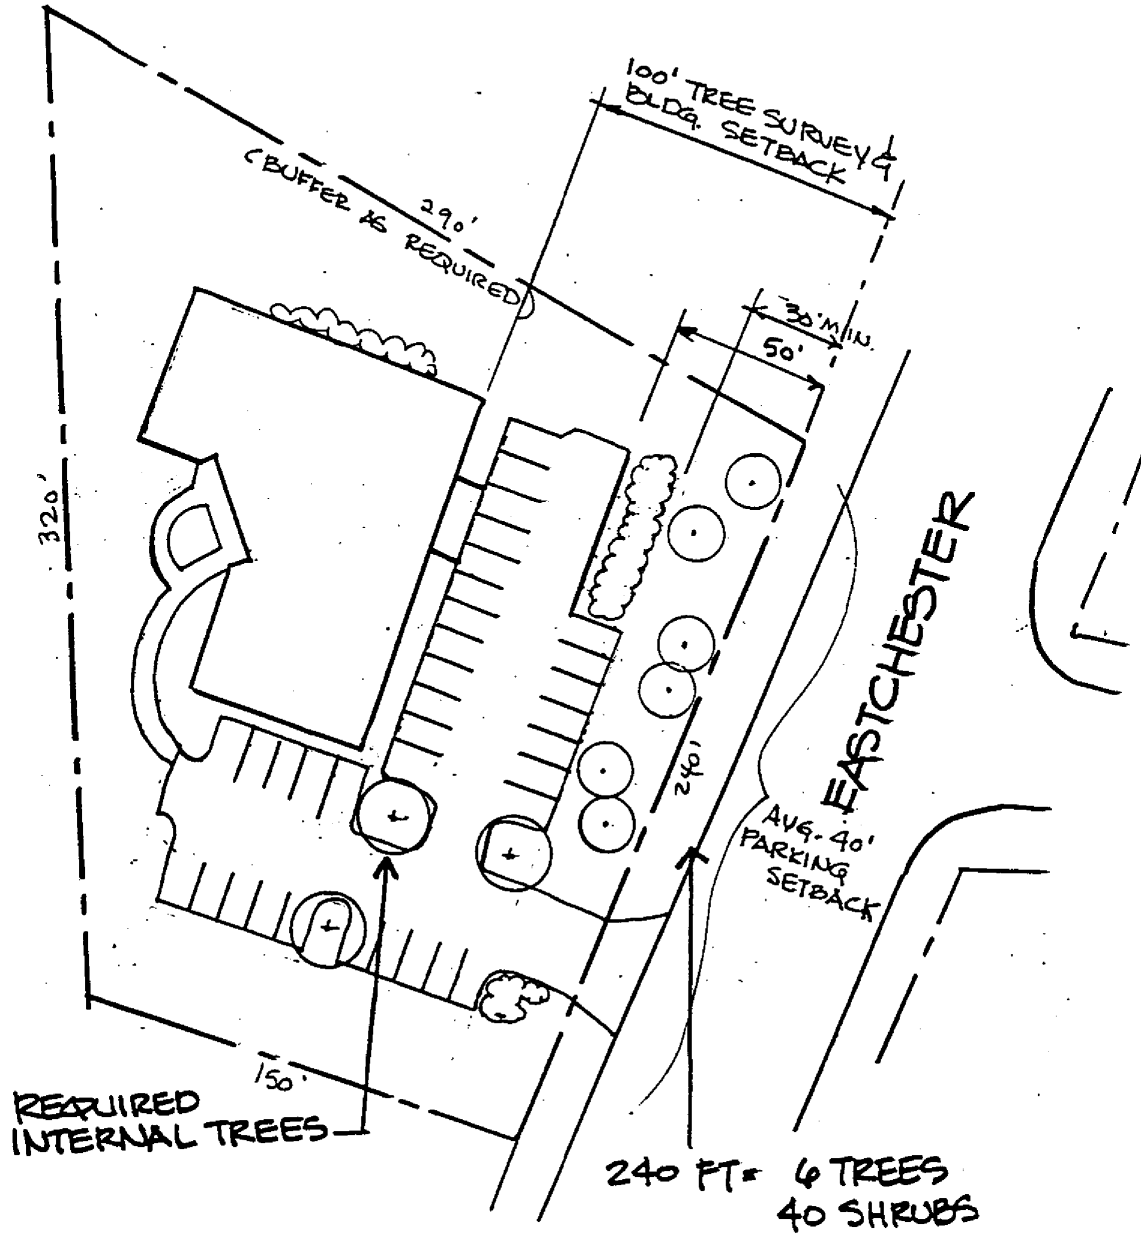 100' TREE SURVEY &
BLDG. SETBACK
290'
(BUFFER AS REQUIRED)
30' MIN.
50'
320'
EASTCHESTER
240'
AVG. 40'
PARKING
SETBACK
150'
REQUIRED
INTERNAL TREES
240 FT = 6 TREES
40 SHRUBS